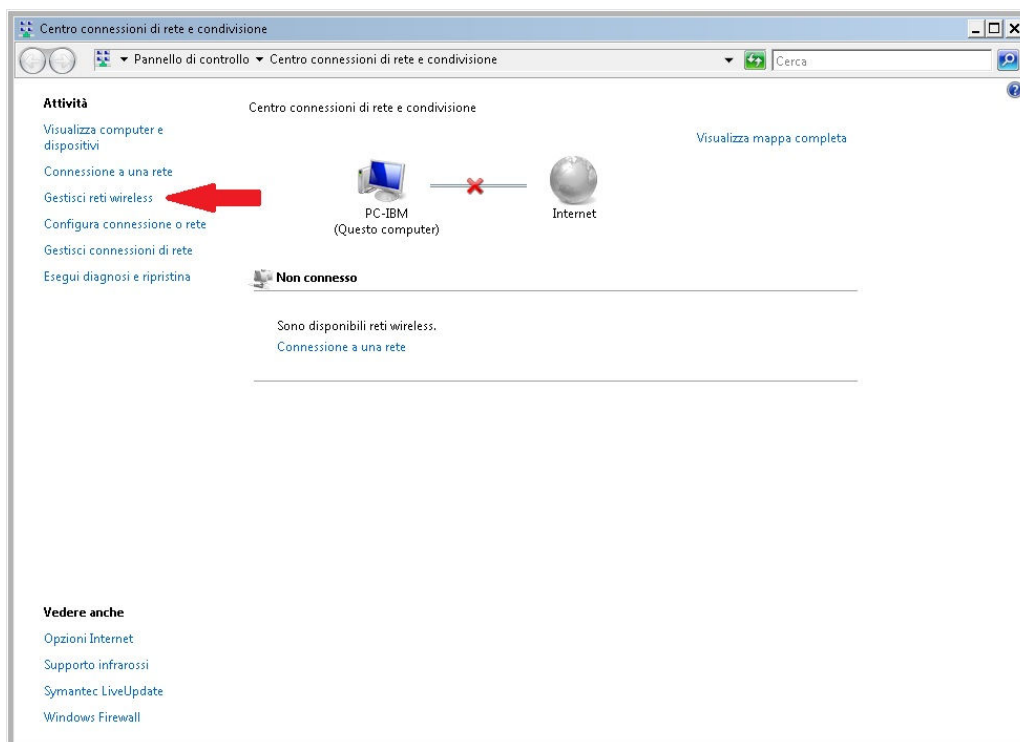 Centro connessioni di rete e condivisione
Pannello di controllo
Centro connessioni di rete e condivisione
Cerca
Attività
Visualizza computer e
dispositivi
Connessione a una rete
Gestisci reti wireless
Configura connessione o rete
Gestisci connessioni di rete
Esegui diagnosi e ripristina
Centro connessioni di rete e condivisione
Visualizza mappa completa
PC-IBM
(Questo computer)
Internet
Non connesso
Sono disponibili reti wireless.
Connessione a una rete
Vedere anche
Opzioni Internet
Supporto infrarossi
Symantec LiveUpdate
Windows Firewall